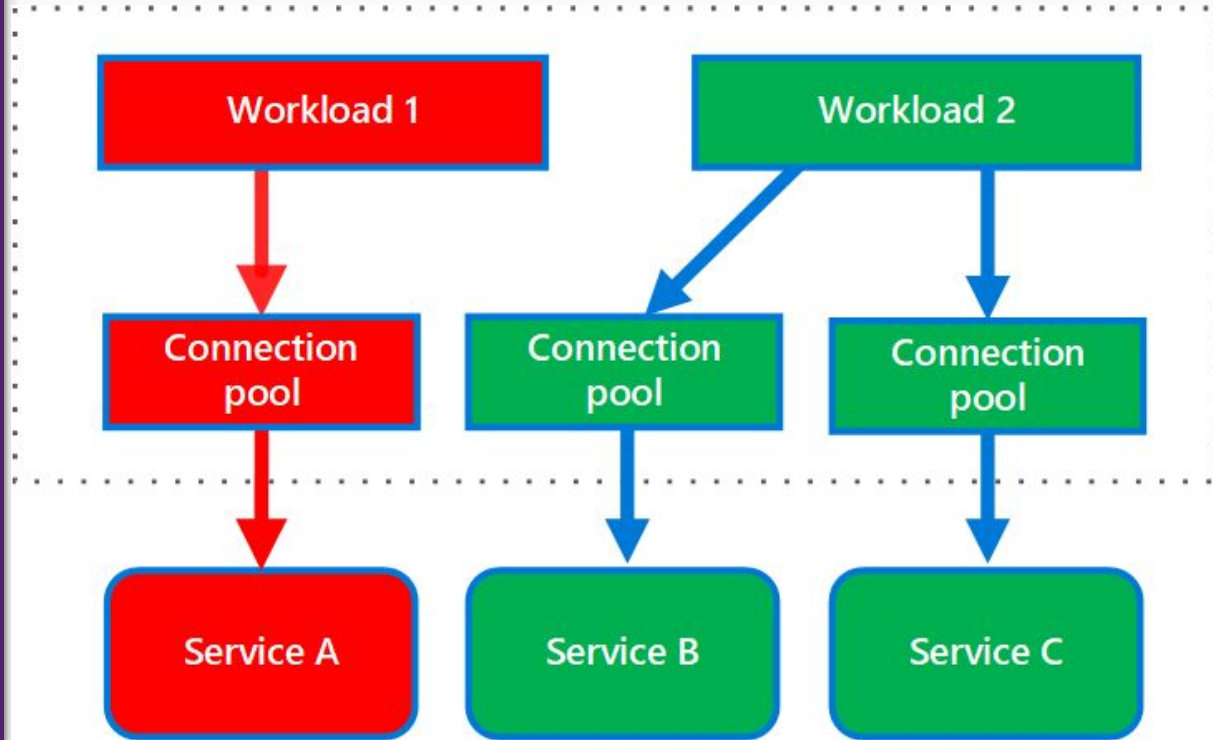 Workload 1
Workload 2
Connection
pool
Connection
pool
Connection
pool
Service A
Service B
Service C